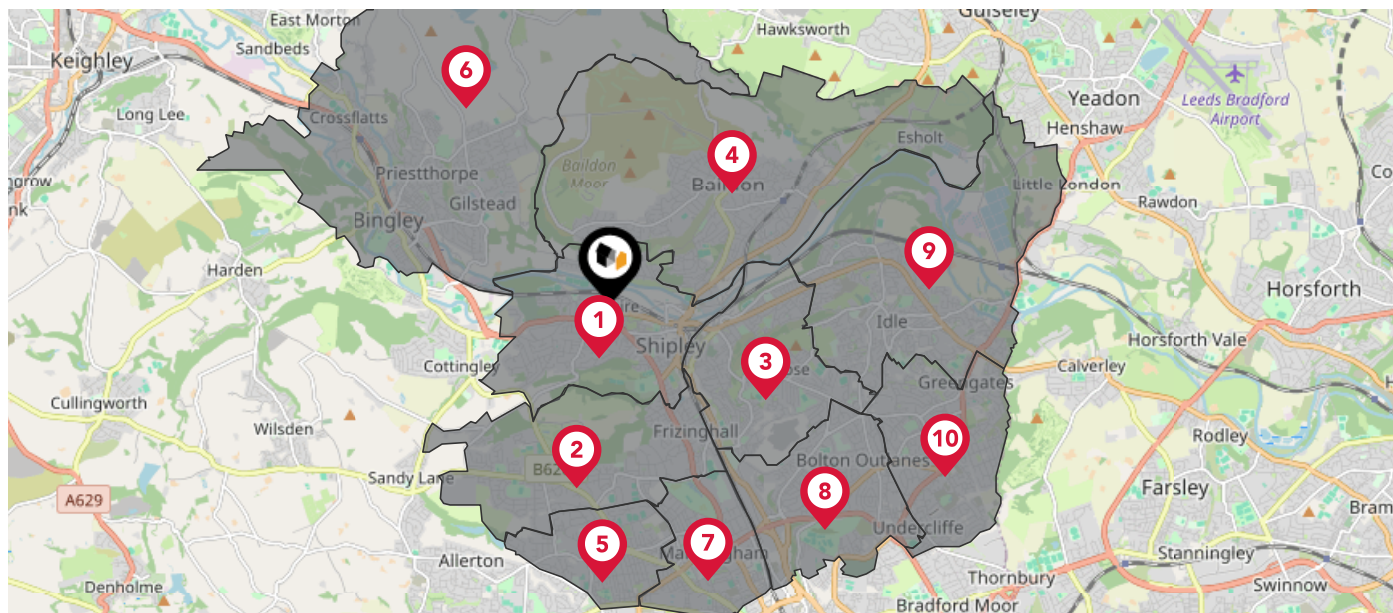 East Morton
Guiseley
Hawksworth
Sandbeds
Keighley
6
Yeadon
Leeds Bradford
Airport
Long Lee
Crossflatts
Henshaw
Esholt
4
Baildon
Moor
Baildon
Priestthorpe
Little London
Gilstead
Rawdon
Bingley
9
Harden
Horsforth
1
Idle
Shipley
Horsforth Vale
3
Cottingley
Calverley
Greengates
Cullingworth
Wilsden
Frizinghall
Rodley
10
2
Bolton Outlanes
Sandy Lane
Farsley
8
A629
Undercliffe
5
7
Allerton
Stanningley
Thornbury
Denholme
Swinnow
Bradford Moor